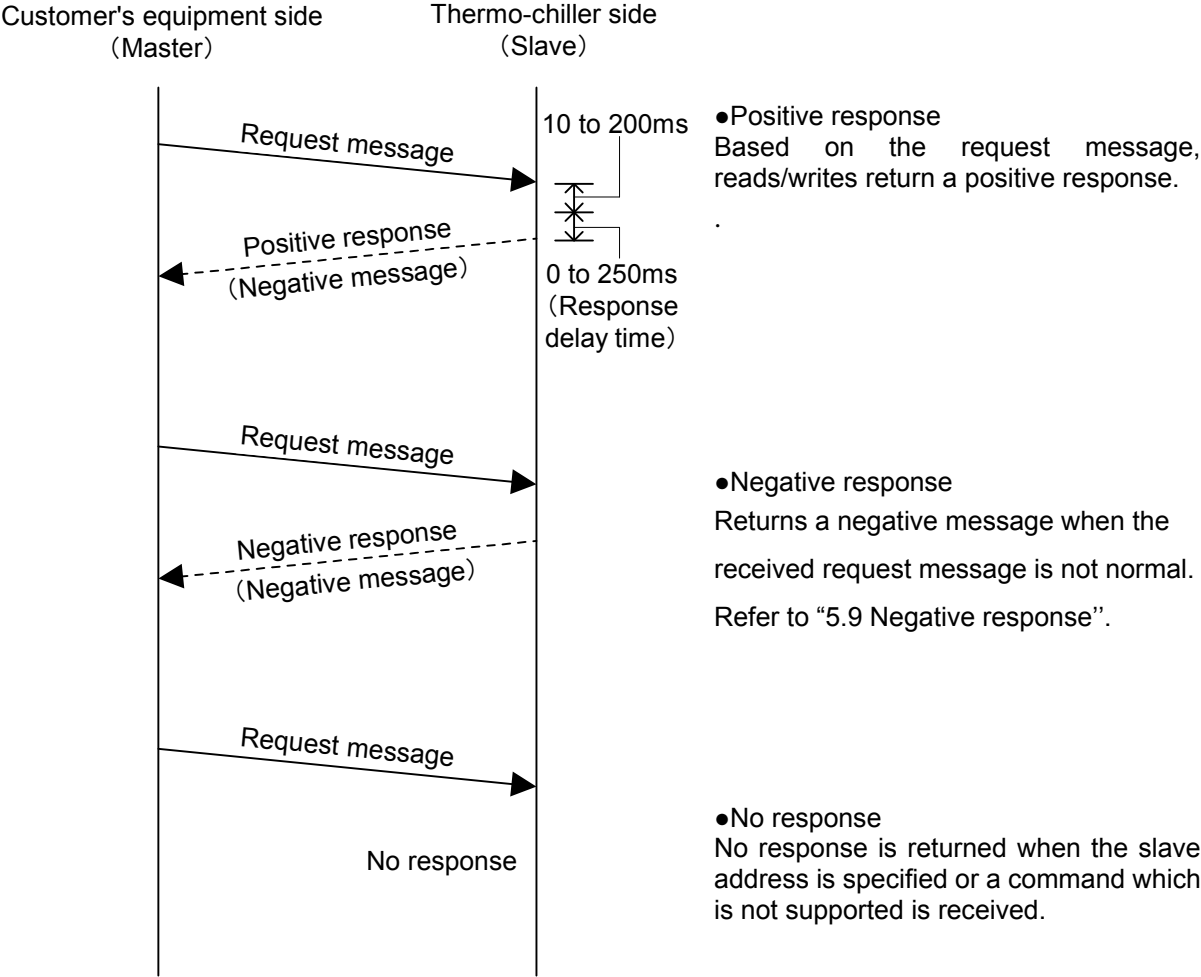 Customer's equipment side
（Master）
Thermo-chiller side
（Slave）
Request message
10 to 200ms
●Positive response
Based on the request message,
reads/writes return a positive response.
.
Positive response
（Negative message）
0 to 250ms
（Response
delay time）
Request message
●Negative response
Returns a negative message when the
received request message is not normal.
Refer to “5.9 Negative response’’.
Negative response
（Negative message）
Request message
●No response
No response is returned when the slave
address is specified or a command which
is not supported is received.
No response